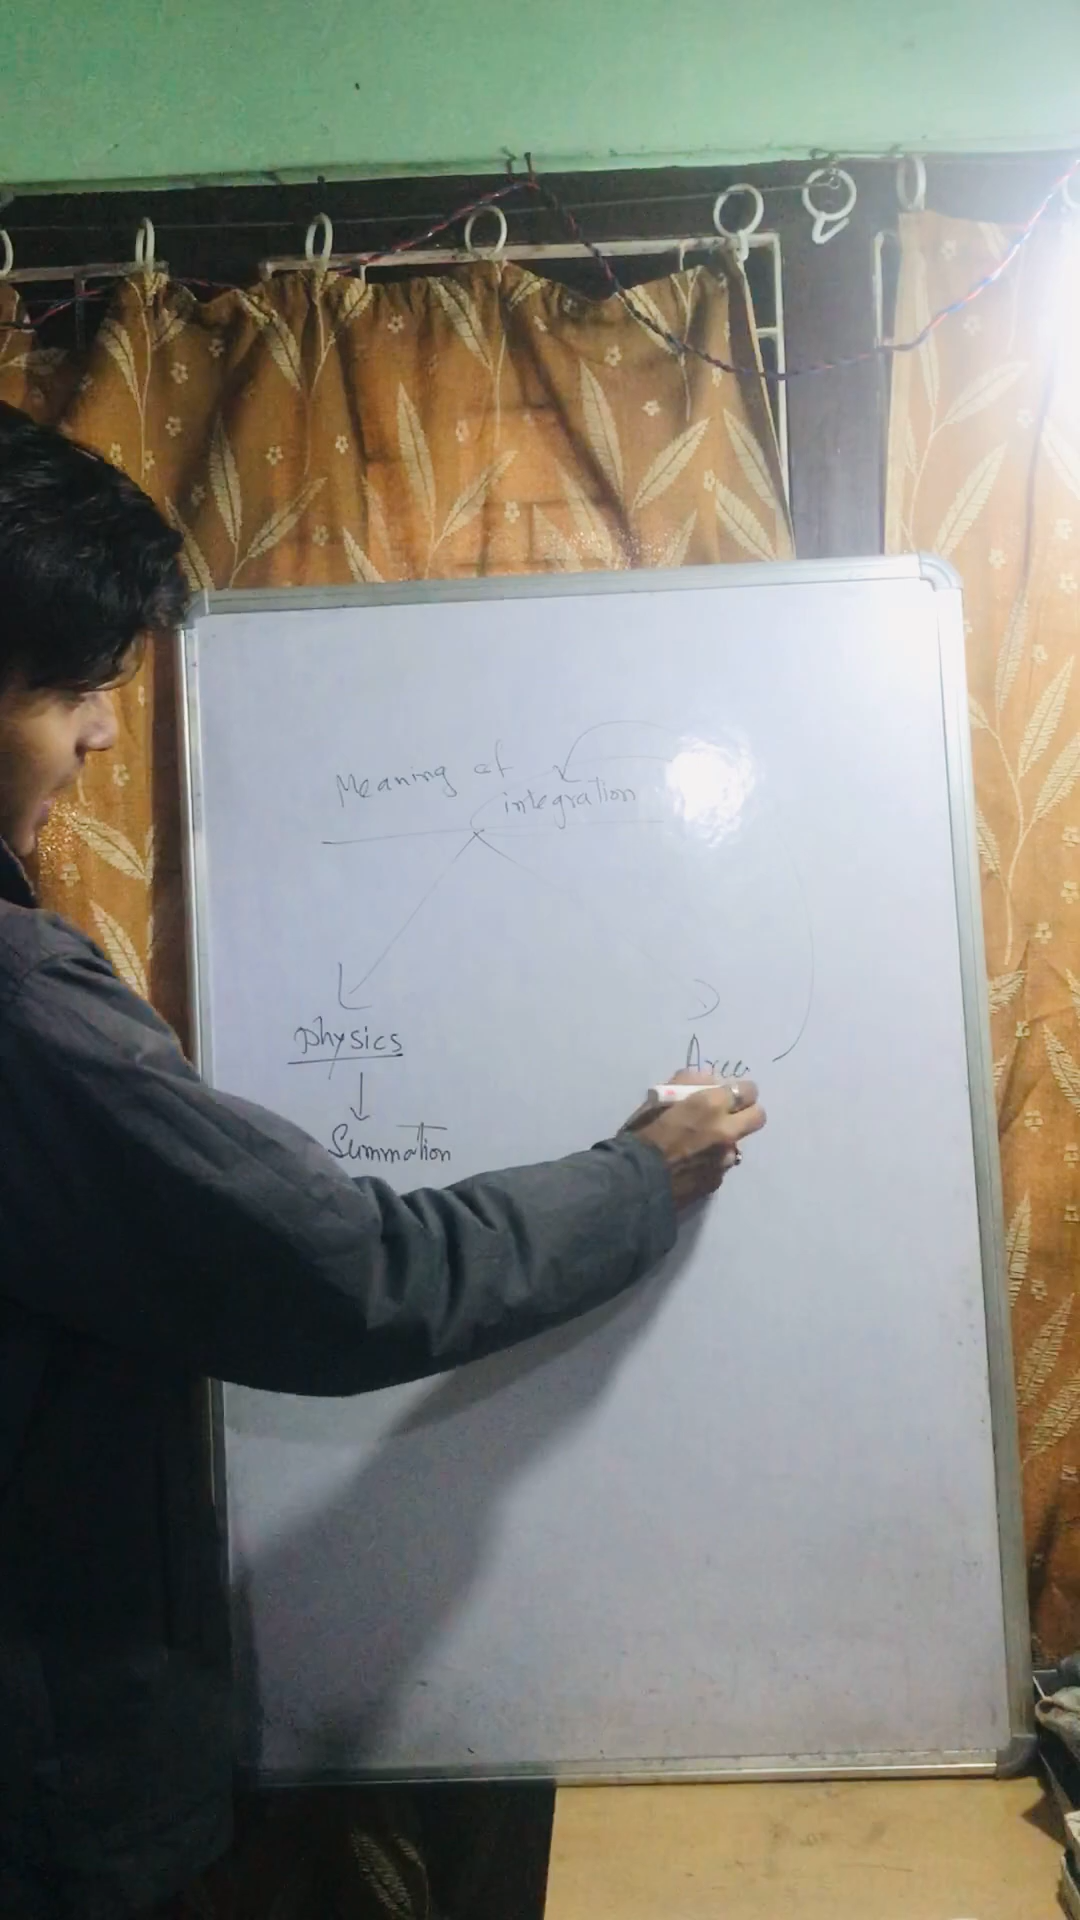 Meaning of
integration
Physics
Area
Summation